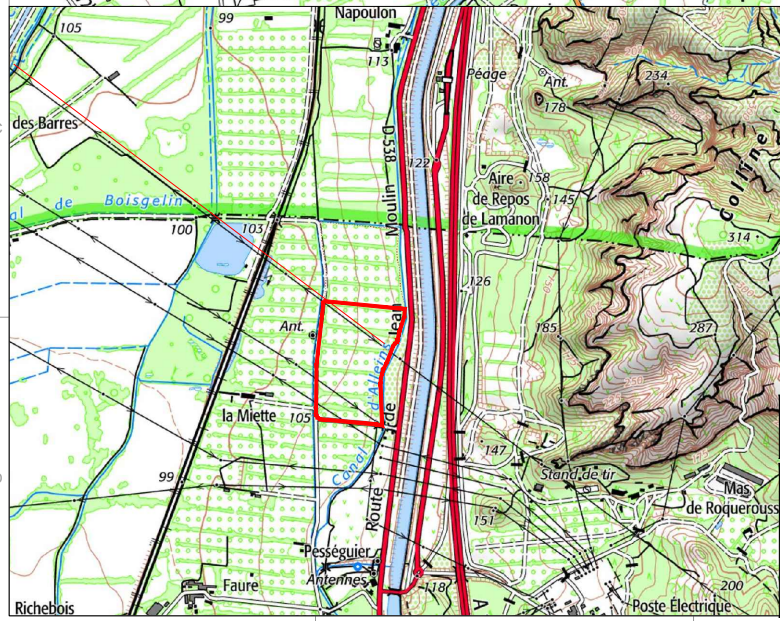 Napoulon
105
99
113
Péage
Ant.
234
178
des-Barres
D 538
122
Aire
de Repos
de Lamanon
158
145
Colline
al de Boisgelin
Moulin
100
103
314
126
Jean
Ant.
185
287
d'Alleins
de
la Miette
105
Canal
147
99
Stand de tir
Route
151
Mas
de Roquerouss
Pességuier
Antennes
Faure
118
200
Richebois
A
Poste Électrique